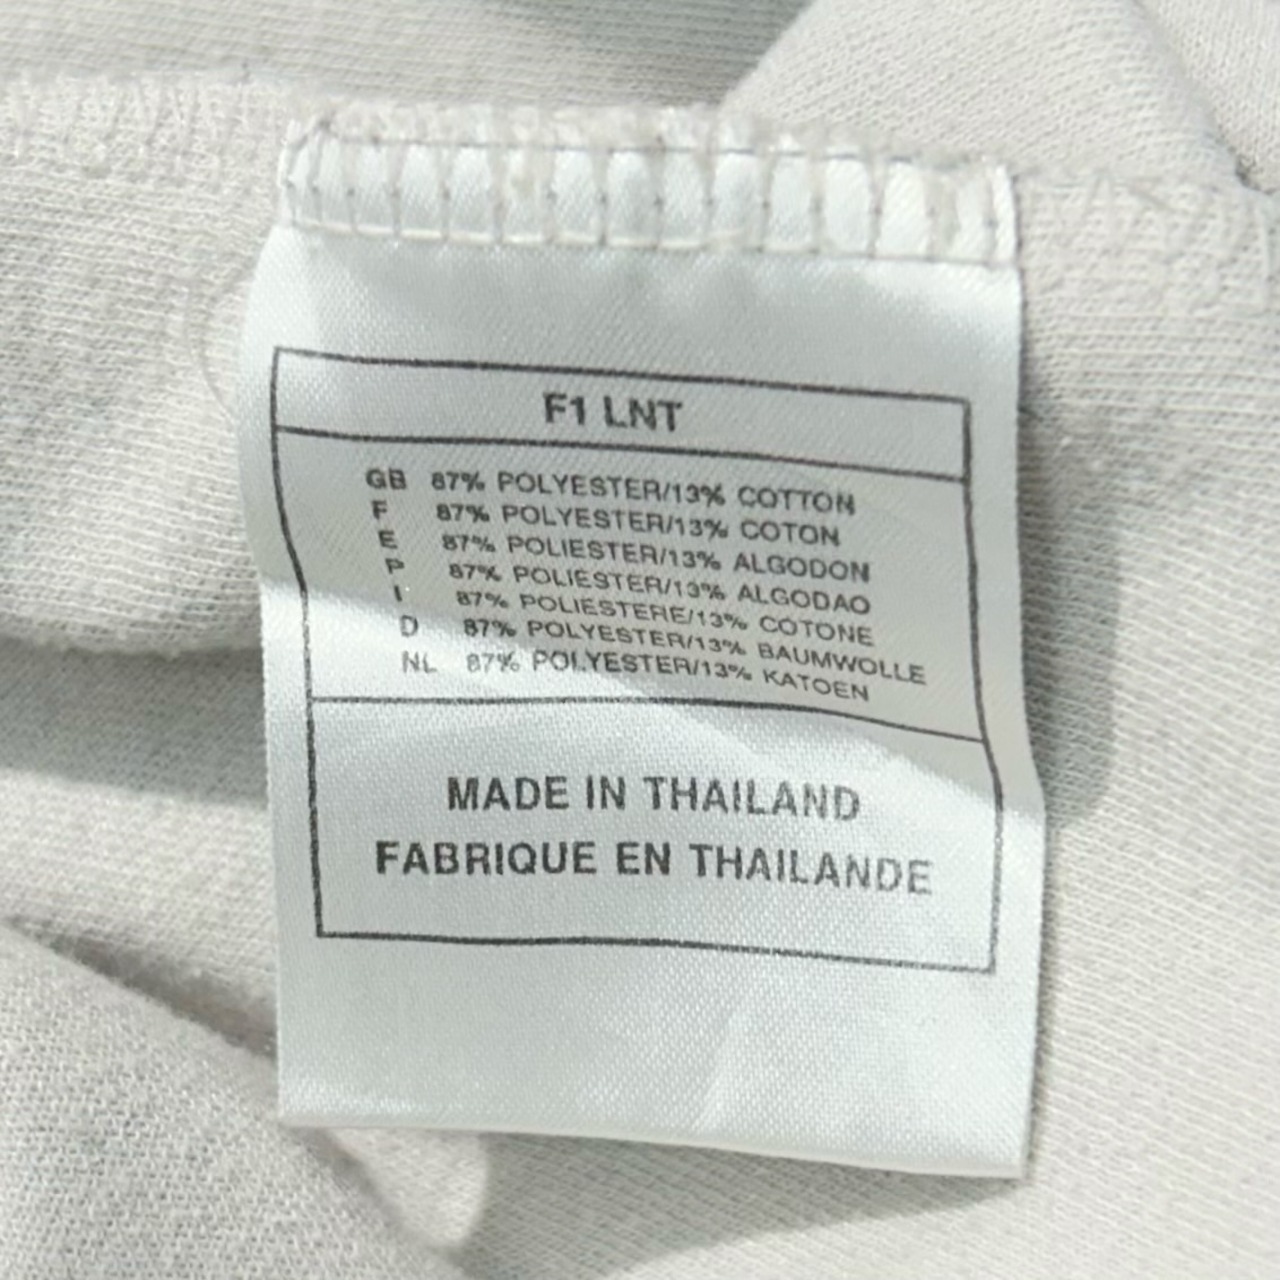 F1 LNT
GB 87% POLYESTER/13% COTTON
F 87% POLYESTER/13% COTON
E 87% POLIESTER/13% ALGODON
P 87% POLIESTER/13% ALGODAO
I 87% POLIESTERE/13% COTONE
D 87% POLYESTER/13% BAUMWOLLE
NL 87% POLYESTER/13% KATOEN
MADE IN THAILAND
FABRIQUE EN THAILANDE